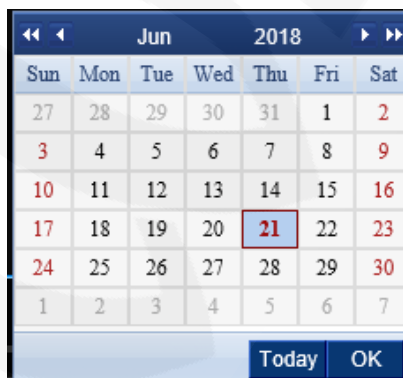 Jun 2018
Sun Mon Tue Wed Thu Fri Sat
27 28 29 30 31 1 2
3 4 5 6 7 8 9
10 11 12 13 14 15 16
17 18 19 20 21 22 23
24 25 26 27 28 29 30
1 2 3 4 5 6 7
Today OK